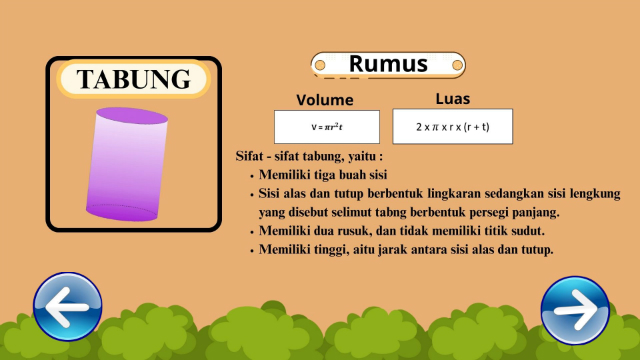 TABUNG
Rumus
Volume
Luas
V = πr²t
2 x π x r x (r + t)
Sifat - sifat tabung, yaitu :
• Memiliki tiga buah sisi
• Sisi alas dan tutup berbentuk lingkaran sedangkan sisi lengkung
yang disebut selimut tabng berbentuk persegi panjang.
• Memiliki dua rusuk, dan tidak memiliki titik sudut.
• Memiliki tinggi, aitu jarak antara sisi alas dan tutup.